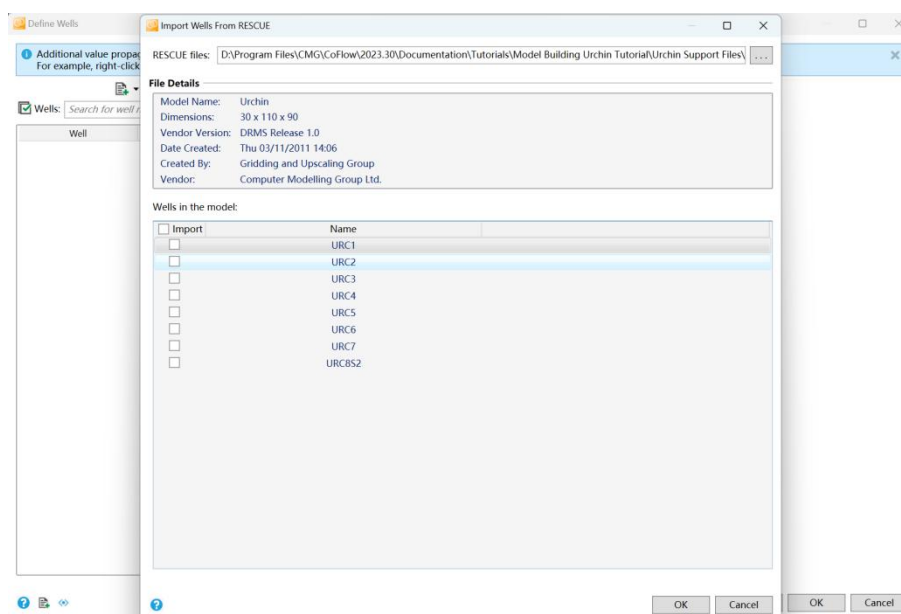 Define Wells
Import Wells From RESCUE
Additional value propag
For example, right-click
RESCUE files: D:\Program Files\CMG\CoFlow\2023.30\Documentation\Tutorials\Model Building Urchin Tutorial\Urchin Support Files\ ...
File Details
Model Name: Urchin
Dimensions: 30 x 110 x 90
Vendor Version: DRMS Release 1.0
Date Created: Thu 03/11/2011 14:06
Created By: Gridding and Upscaling Group
Vendor: Computer Modelling Group Ltd.
Wells: Search for well n
Well
Wells in the model:
Import Name
URC1
URC2
URC3
URC4
URC5
URC6
URC7
URC8S2
OK Cancel
OK Cancel